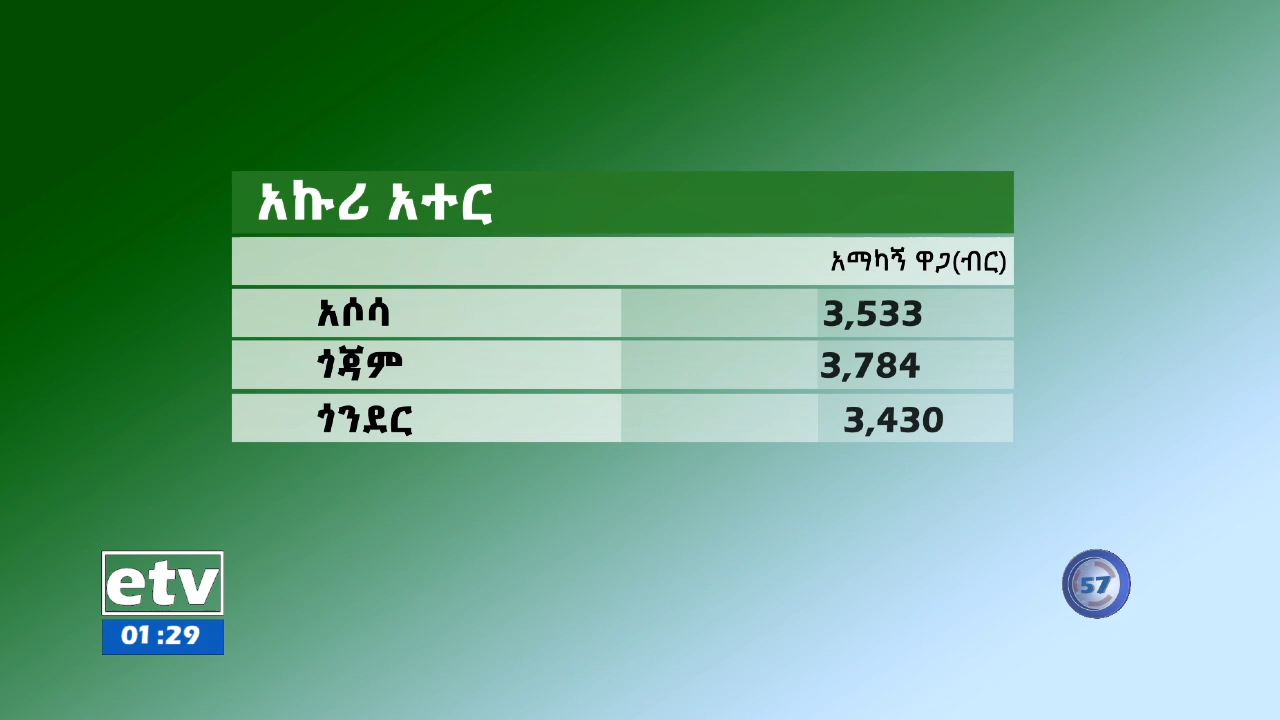 አኩሪ አተር
አማካኝ ዋጋ(ብር)
አሶሳ 3,533
ጎጃም 3,784
ጎንደር 3,430
etv
01:29
57